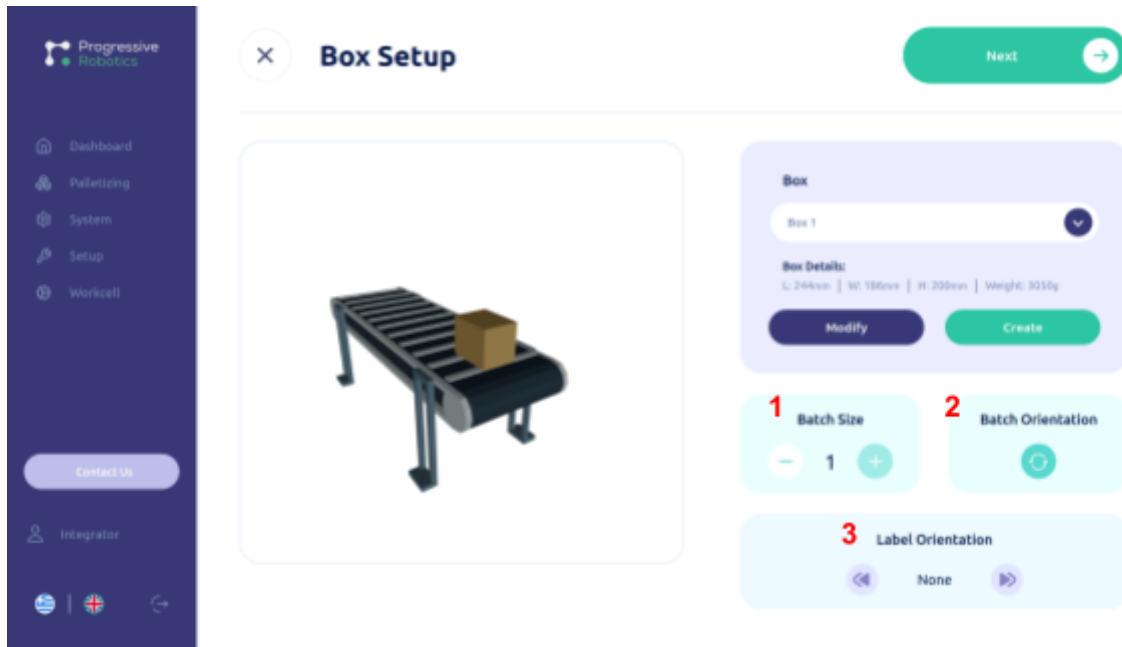 Progressive
Robotics
Dashboard
Palletizing
System
Setup
Workcell
Contact Us
Integrator
Box Setup
Next
Box
Box 1
Box Details:
L: 244mm | W: 186mm | H: 200mm | Weight: 3050g
Modify
Create
1
Batch Size
1
2
Batch Orientation
3
Label Orientation
None